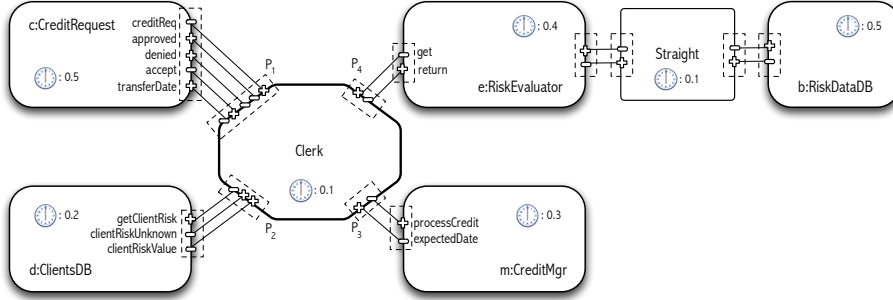 c:CreditRequest
creditReq
approved
denied
accept
transferDate
: 0.5
P1
P4
get
return
: 0.4
e:RiskEvaluator
Straight
: 0.1
: 0.5
b:RiskDataDB
Clerk
: 0.1
: 0.2
getClientRisk
clientRiskUnknown
clientRiskValue
d:ClientsDB
P2
P3
processCredit
expectedDate
: 0.3
m:CreditMgr